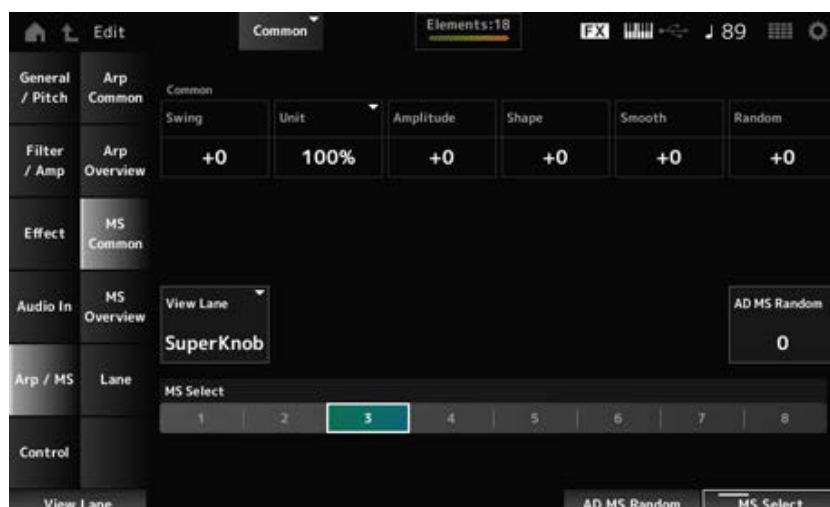 Edit
Common
Elements:18
FX
♩ 89
General / Pitch
Arp Common
Common
Swing
Unit
Amplitude
Shape
Smooth
Random
+0
100%
+0
+0
+0
+0
Filter / Amp
Arp Overview
Effect
MS Common
Audio In
MS Overview
View Lane
SuperKnob
AD MS Random
0
Arp / MS
Lane
MS Select
1 2 3 4 5 6 7 8
Control
View Lane
AD MS Random
MS Select